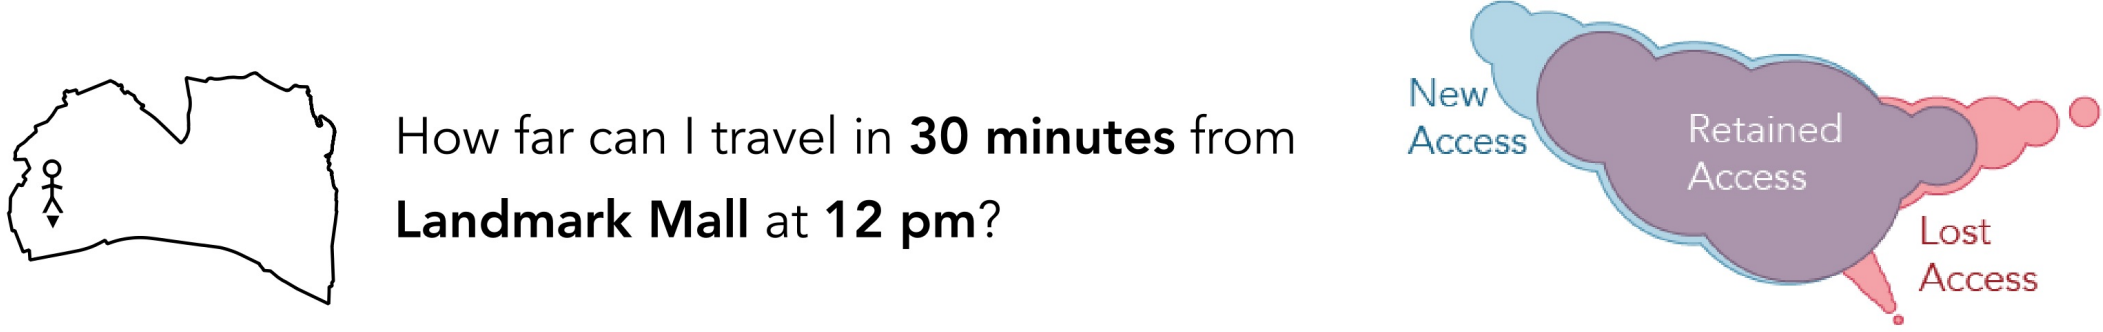 How far can I travel in 30 minutes from
Landmark Mall at 12 pm?
New
Access
Retained
Access
Lost
Access